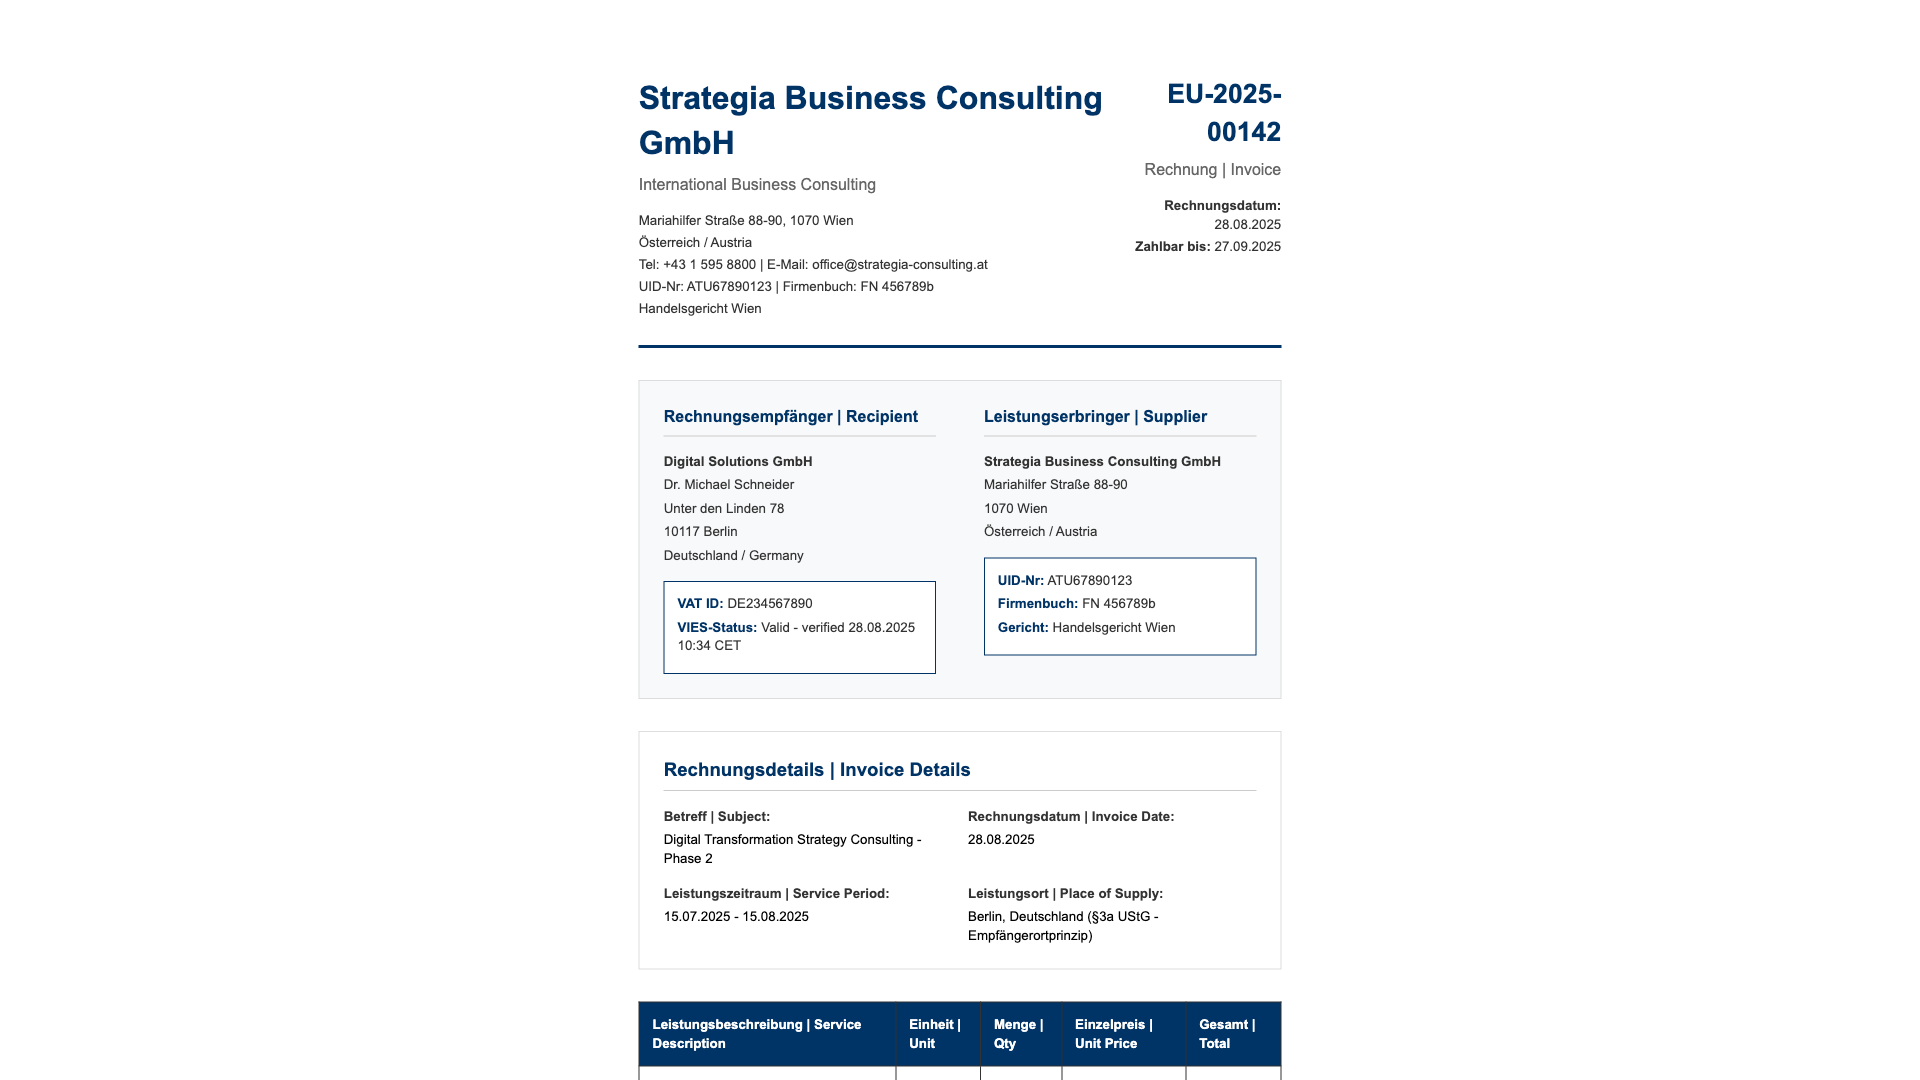 Strategia Business Consulting
GmbH
International Business Consulting
Mariahilfer Straße 88-90, 1070 Wien
Österreich / Austria
Tel: +43 1 595 8800 | E-Mail: office@strategia-consulting.at
UID-Nr: ATU67890123 | Firmenbuch: FN 456789b
Handelsgericht Wien
EU-2025-
00142
Rechnung | Invoice
Rechnungsdatum:
28.08.2025
Zahlbar bis: 27.09.2025
Rechnungsempfänger | Recipient
Digital Solutions GmbH
Dr. Michael Schneider
Unter den Linden 78
10117 Berlin
Deutschland / Germany
VAT ID: DE234567890
VIES-Status: Valid - verified 28.08.2025
10:34 CET
Leistungserbringer | Supplier
Strategia Business Consulting GmbH
Mariahilfer Straße 88-90
1070 Wien
Österreich / Austria
UID-Nr: ATU67890123
Firmenbuch: FN 456789b
Gericht: Handelsgericht Wien
Rechnungsdetails | Invoice Details
Betreff | Subject:
Digital Transformation Strategy Consulting -
Phase 2
Rechnungsdatum | Invoice Date:
28.08.2025
Leistungszeitraum | Service Period:
15.07.2025 - 15.08.2025
Leistungsort | Place of Supply:
Berlin, Deutschland (§3a UStG -
Empfängerortprinzip)
Leistungsbeschreibung | Service
Description
Einheit |
Unit
Menge |
Qty
Einzelpreis |
Unit Price
Gesamt |
Total